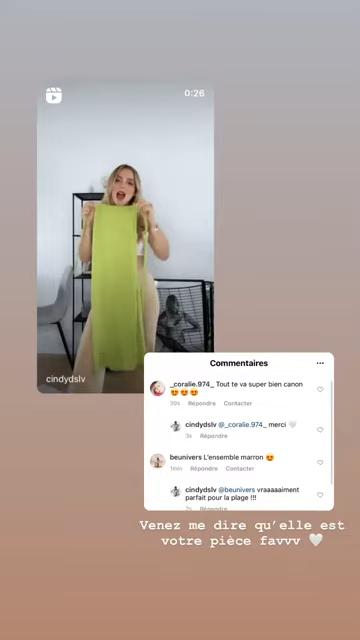 0:26
cindydslv
Commentaires
_coralie.974_ Tout te va super bien canon
😍😍😍
39s Répondre Contacter
cindydslv @_coralie.974_ merci 🤍
3s Répondre
beunivers L'ensemble marron 😍
1min Répondre Contacter
cindydslv @beunivers vraaaaaiment
parfait pour la plage !!!
Répondre
Venez me dire qu'elle est
votre pièce favvv 🤍